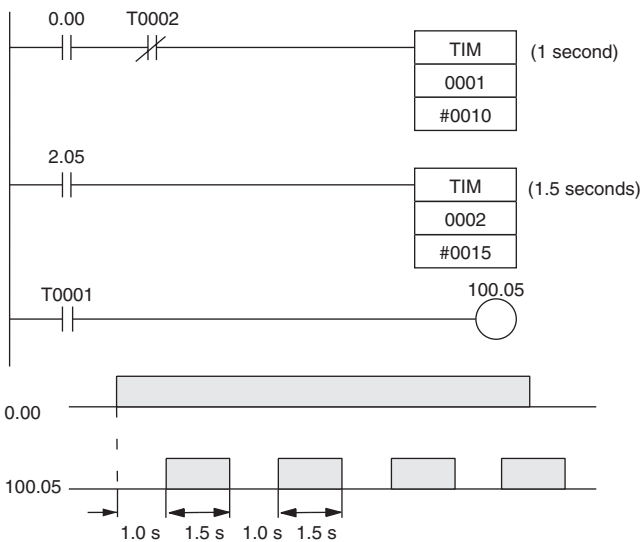 0.00 T0002
TIM (1 second)
0001
#0010
2.05
TIM (1.5 seconds)
0002
#0015
T0001 100.05
0.00
100.05
1.0 s 1.5 s 1.0 s 1.5 s